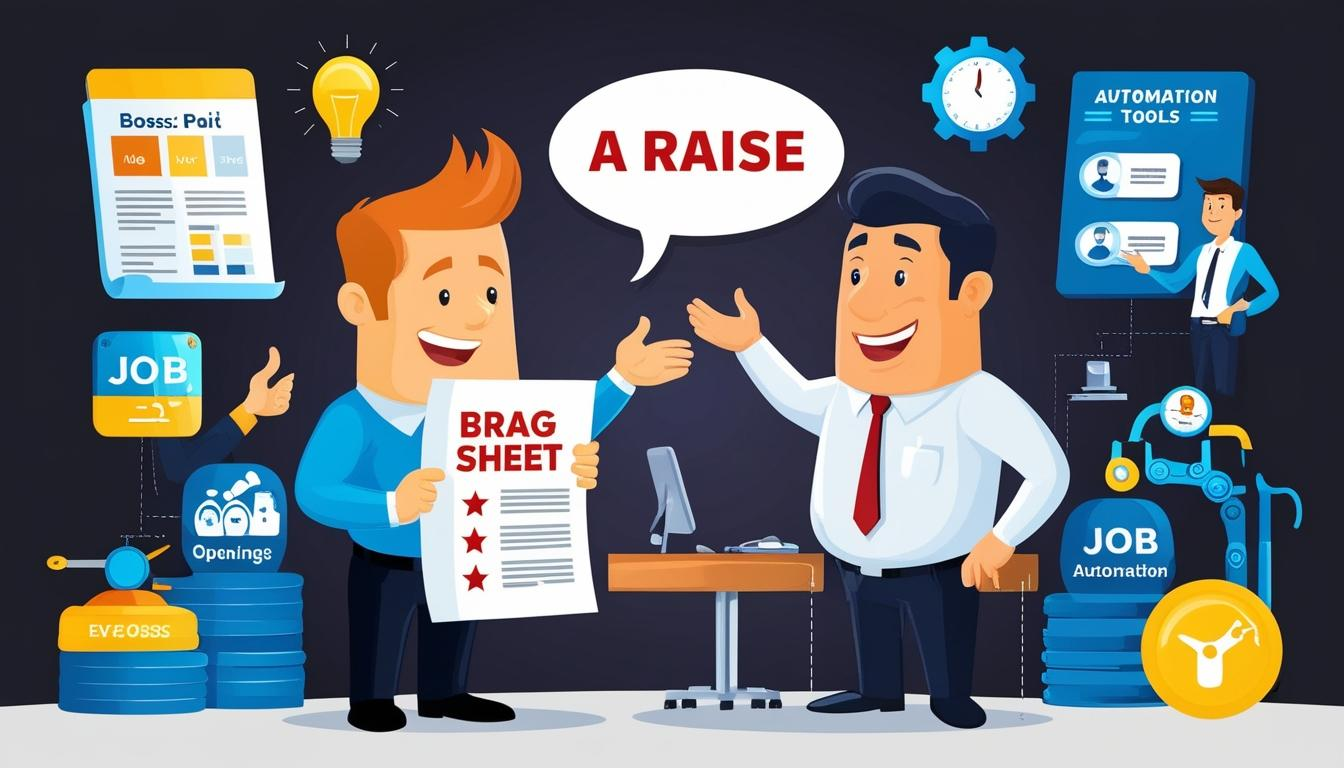 A RAISE
Bosss: Pait
AUTOMATION
TOOLS
JOB
BRAG
SHEET
Openings
JOB
Automation
EVEOSSS